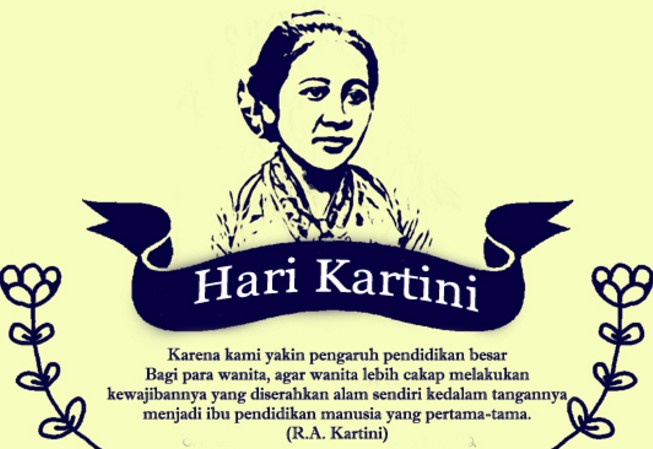 Hari Kartini
Karena kami yakin pengaruh pendidikan besar
Bagi para wanita, agar wanita lebih cakap melakukan
kewajibannya yang diserahkan alam sendiri kedalam tangannya
menjadi ibu pendidikan manusia yang pertama-tama.
(R.A. Kartini)